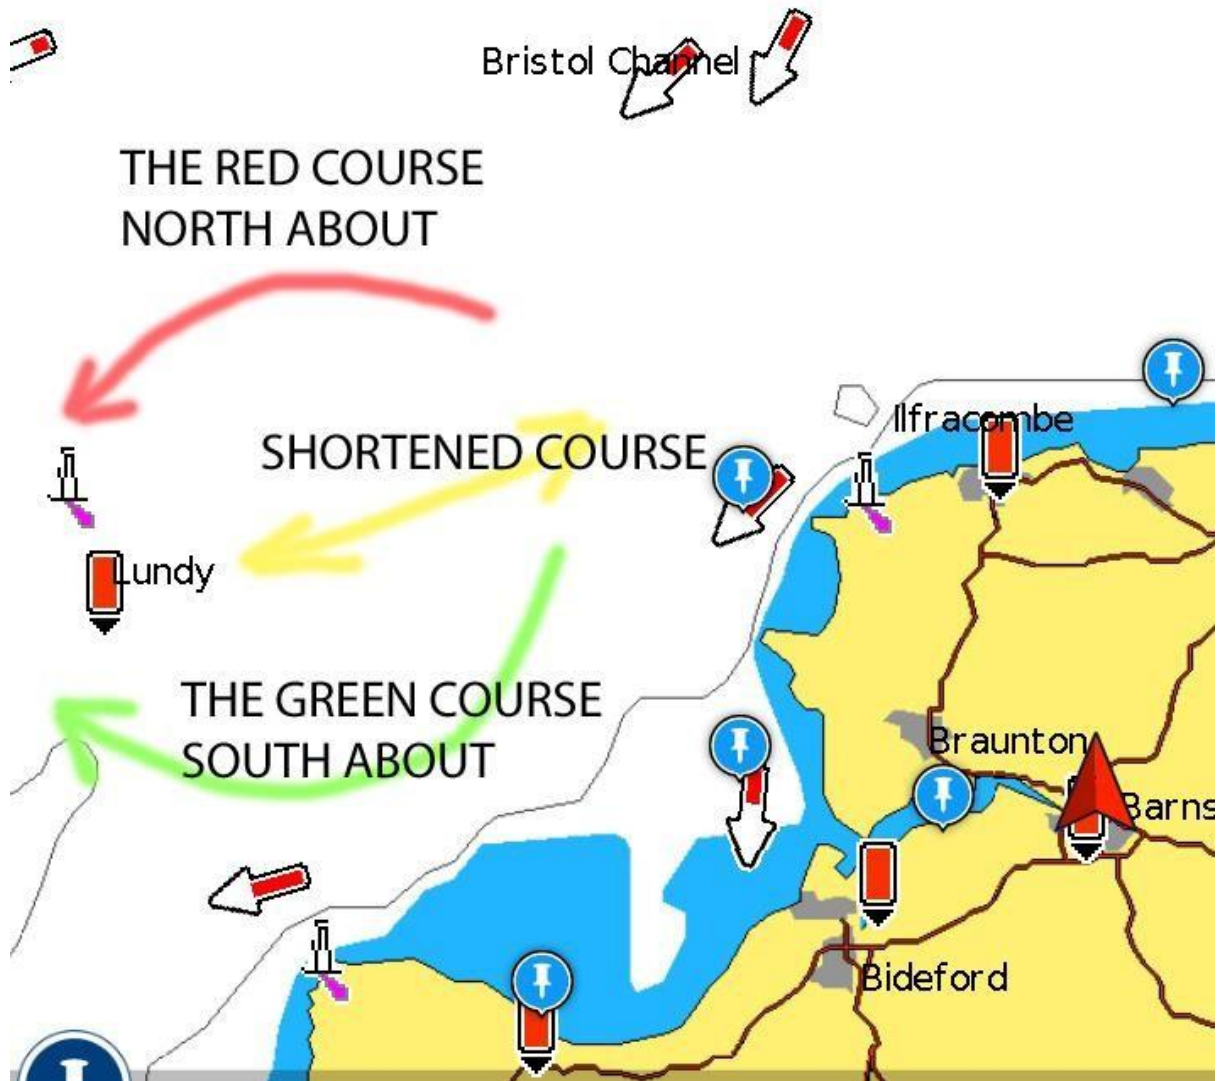 Bristol Channel
THE RED COURSE
NORTH ABOUT
Ilfracombe
SHORTENED COURSE
Lundy
THE GREEN COURSE
SOUTH ABOUT
Braunton
Barns
Bideford